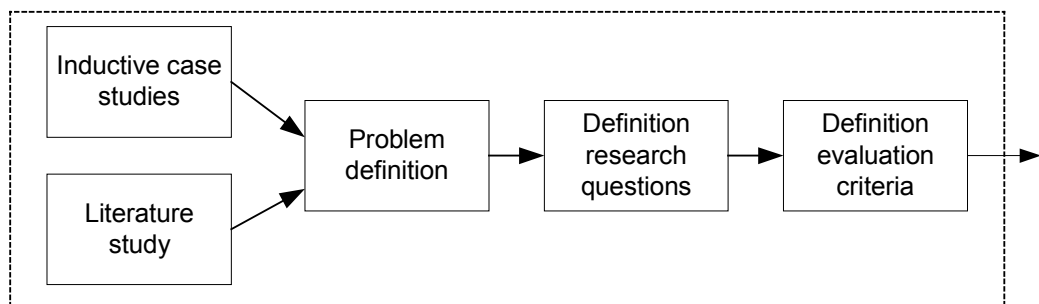 Inductive case
studies
Literature
study
Problem
definition
Definition
research
questions
Definition
evaluation
criteria